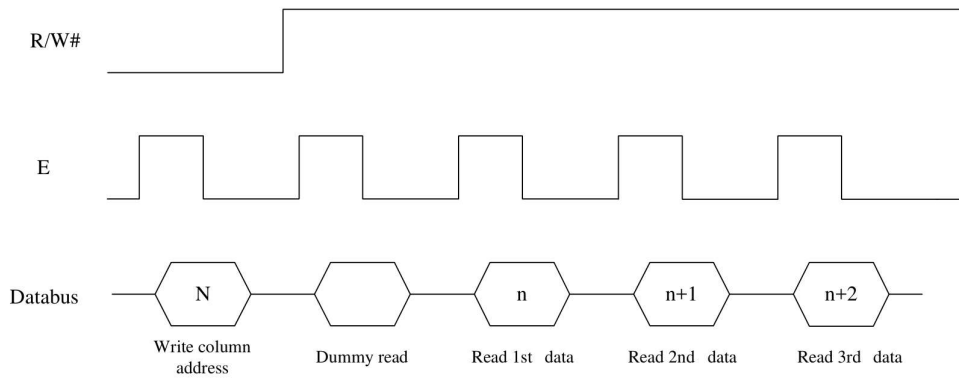 R/W#
E
Databus
N
n
n+1
n+2
Write column
address
Dummy read
Read 1st data
Read 2nd data
Read 3rd data